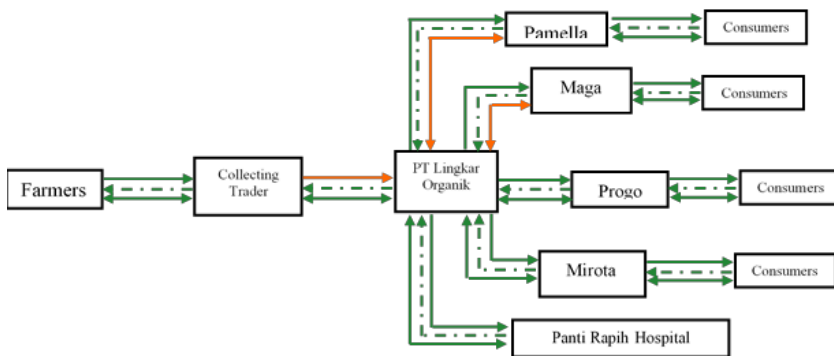 Pamella
Consumers
Maga
Consumers
Collecting
Trader
PT Lingkar
Organik
Farmers
Progo
Consumers
Mirota
Consumers
Panti Rapih Hospital